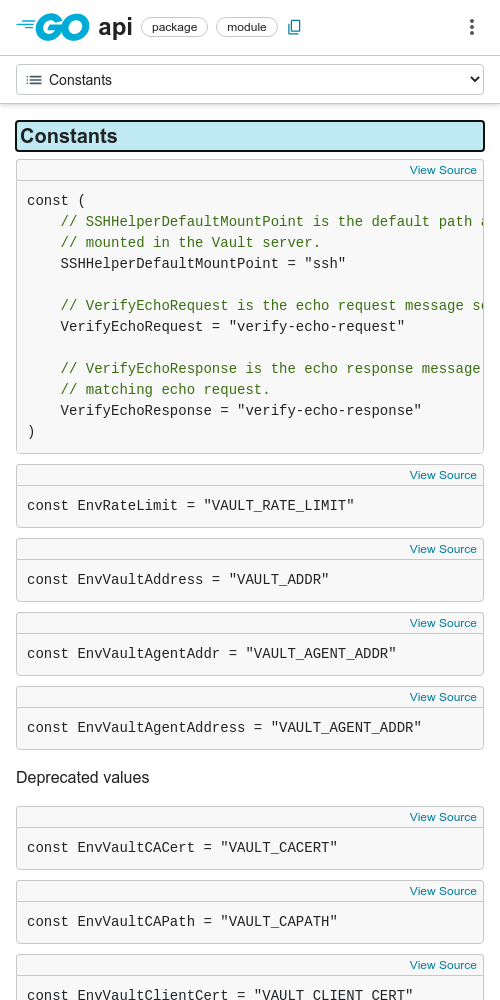 GO api package module
Constants
Constants
View Source
const (
// SSHHelperDefaultMountPoint is the default path
// mounted in the Vault server.
SSHHelperDefaultMountPoint = "ssh"
// VerifyEchoRequest is the echo request message
VerifyEchoRequest = "verify-echo-request"
// VerifyEchoResponse is the echo response message
// matching echo request.
VerifyEchoResponse = "verify-echo-response"
)
View Source
const EnvRateLimit = "VAULT_RATE_LIMIT"
View Source
const EnvVaultAddress = "VAULT_ADDR"
View Source
const EnvVaultAgentAddr = "VAULT_AGENT_ADDR"
View Source
const EnvVaultAgentAddress = "VAULT_AGENT_ADDR"
Deprecated values
View Source
const EnvVaultCACert = "VAULT_CACERT"
View Source
const EnvVaultCAPath = "VAULT_CAPATH"
View Source
const EnvVaultClientCert = "VAULT_CLIENT_CERT"